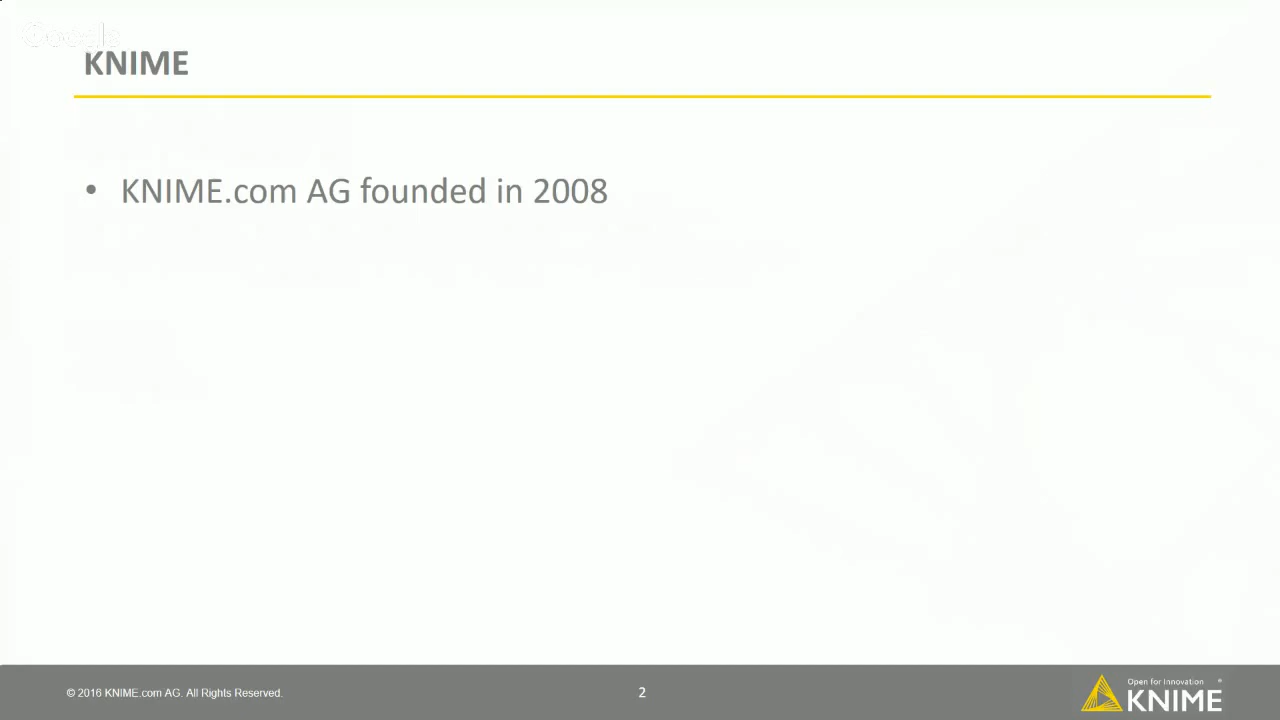 KNIME
• KNIME.com AG founded in 2008
© 2016 KNIME.com AG. All Rights Reserved.
2
Open for Innovation ®
KNIME